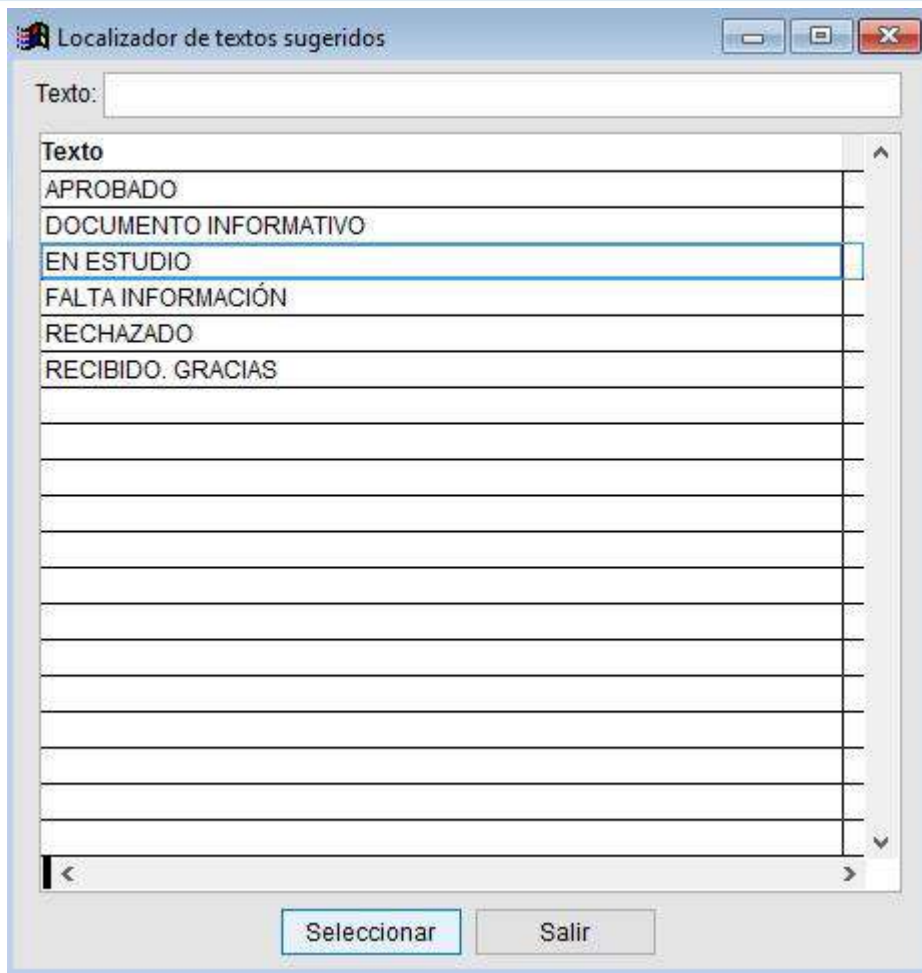 Localizador de textos sugeridos
Texto:
Texto
APROBADO
DOCUMENTO INFORMATIVO
EN ESTUDIO
FALTA INFORMACIÓN
RECHAZADO
RECIBIDO. GRACIAS
Seleccionar Salir